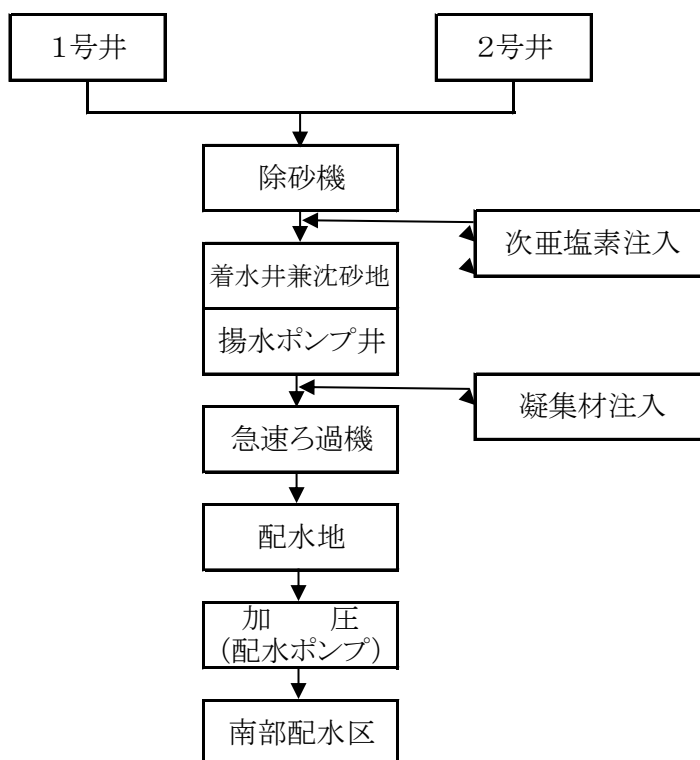 1号井
2号井
除砂機
次亜塩素注入
着水井兼沈砂地
揚水ポンプ井
凝集材注入
急速ろ過機
配水地
加　　圧
(配水ポンプ)
南部配水区